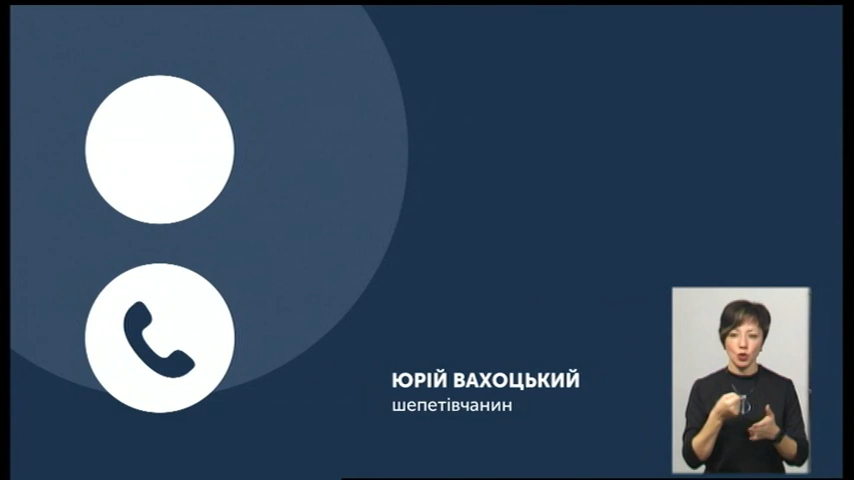 ЮРІЙ ВАХОЦЬКИЙ
шепетівчанин